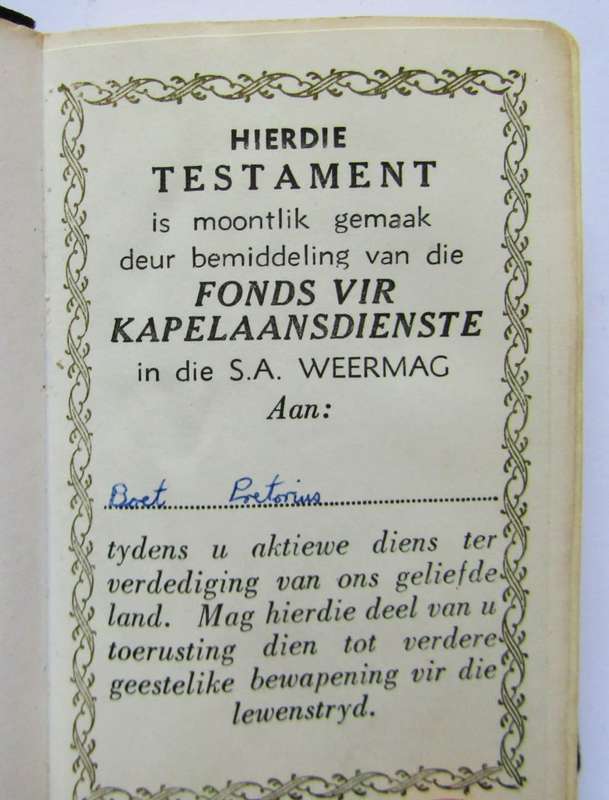 HIERDIE
TESTAMENT
is moontlik gemaak
deur bemiddeling van die
FONDS VIR
KAPELAANSDIENSTE
in die S.A. WEERMAG
Aan:
Boet Pretorius
tydens u aktiewe diens ter
verdediging van ons geliefde
land. Mag hierdie deel van u
toerusting dien tot verdere
geestelike bewapening vir die
lewenstryd.